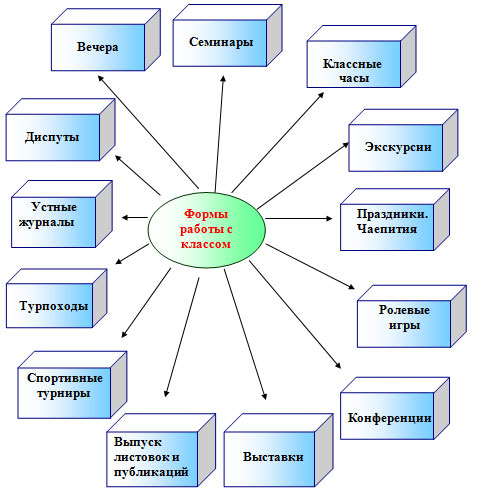 Вечера
Семинары
Классные
часы
Диспуты
Экскурсии
Устные
журналы
Формы
работы с
классом
Праздники.
Чаепития
Турпоходы
Ролевые
игры
Спортивные
турниры
Конференции
Выпуск
листовок и
публикаций
Выставки